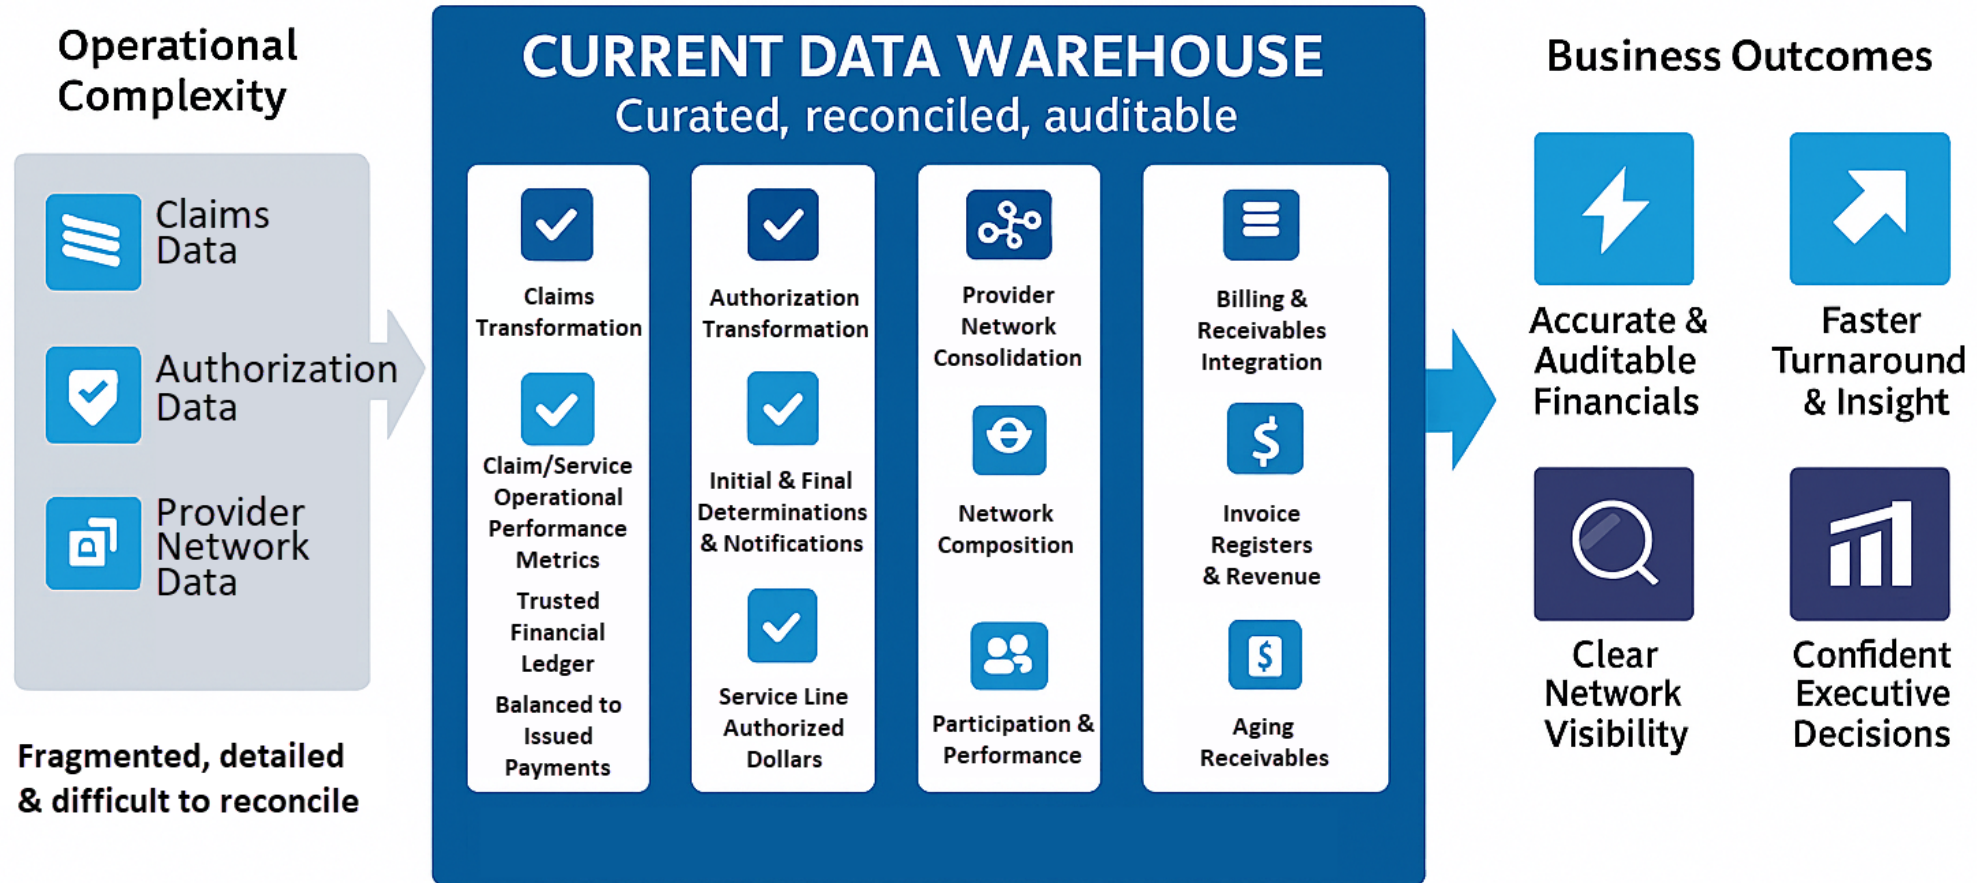 Operational
Complexity
Claims
Data
Authorization
Data
Provider
Network
Data
Fragmented, detailed
& difficult to reconcile
CURRENT DATA WAREHOUSE
Curated, reconciled, auditable
Claims
Transformation
Claim/Service
Operational
Performance
Metrics
Trusted
Financial
Ledger
Balanced to
Issued
Payments
Authorization
Transformation
Initial & Final
Determinations
& Notifications
Service Line
Authorized
Dollars
Provider
Network
Consolidation
Network
Composition
Participation &
Performance
Billing &
Receivables
Integration
$
Invoice
Registers
& Revenue
$
Aging
Receivables
Business Outcomes
Accurate &
Auditable
Financials
Faster
Turnaround
& Insight
Clear
Network
Visibility
Confident
Executive
Decisions